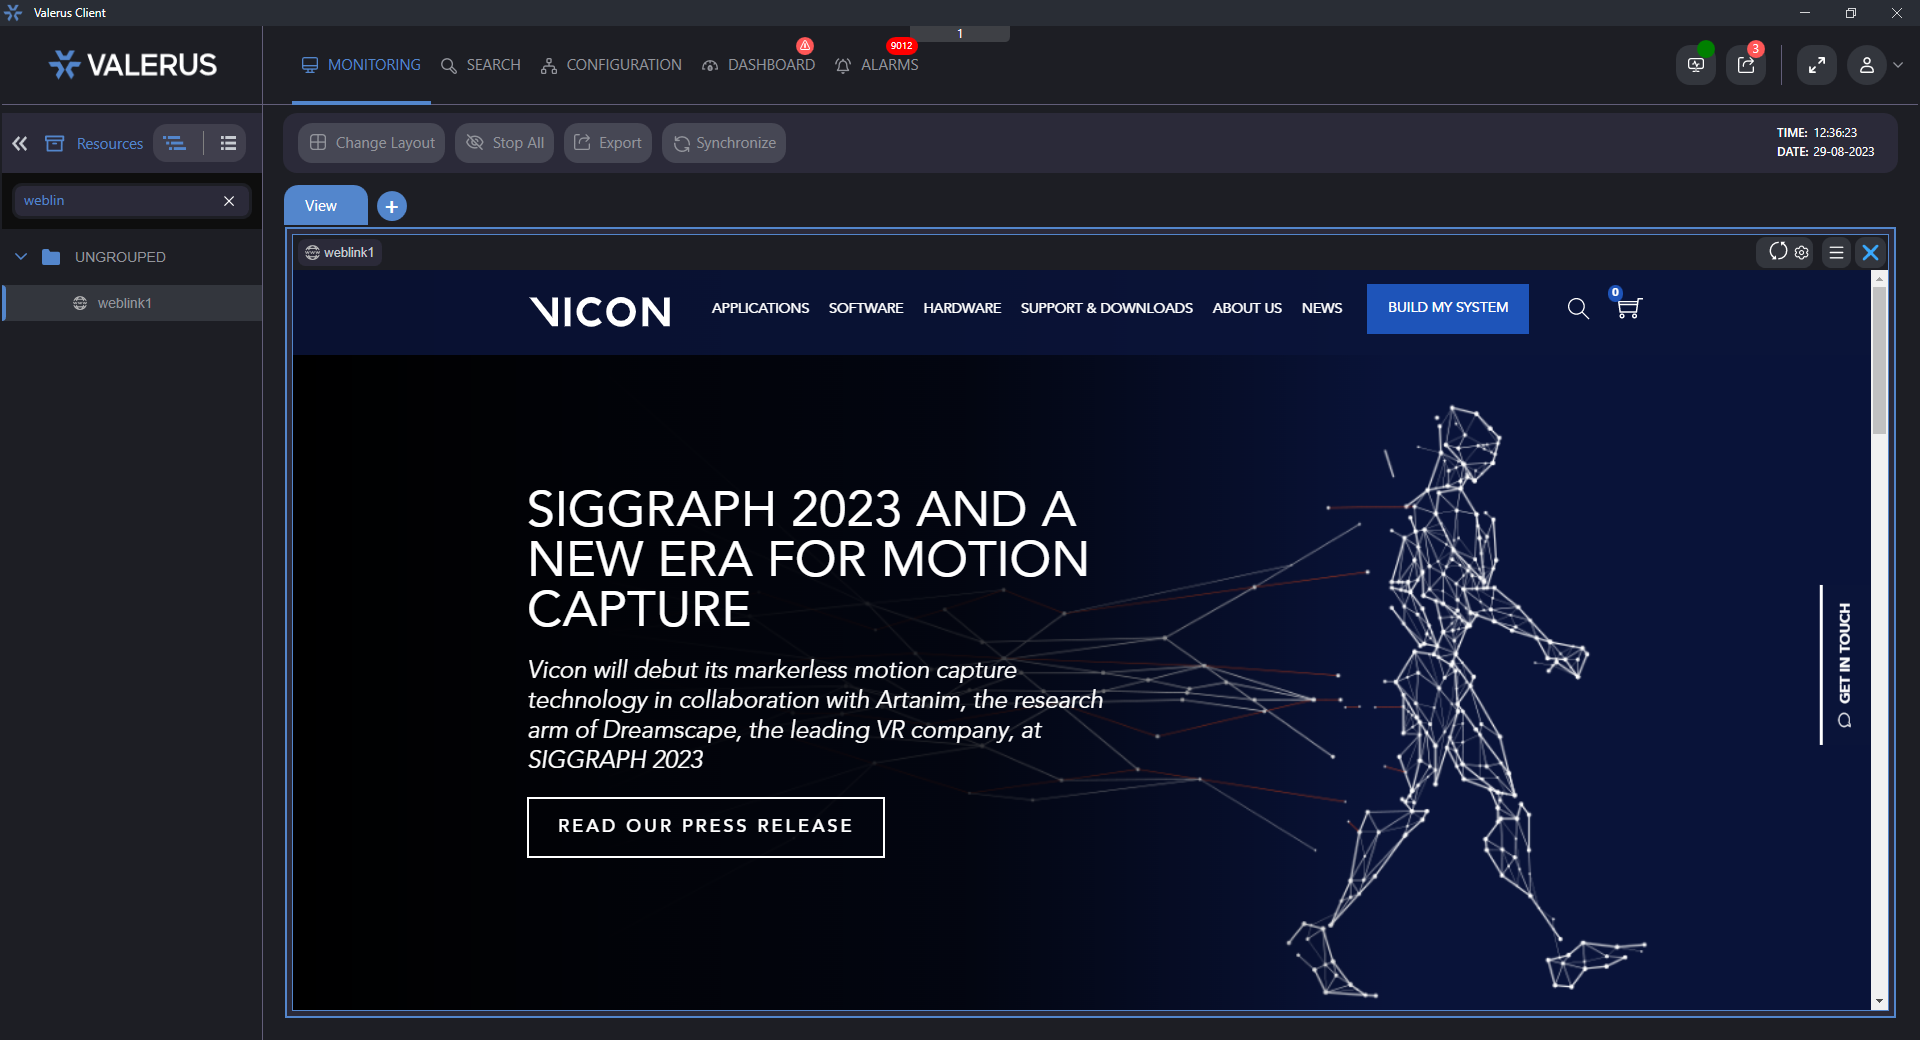 Valerus Client
1
VALERUS
MONITORING
SEARCH
CONFIGURATION
DASHBOARD
9012
ALARMS
3
Resources
Change Layout
Stop All
Export
Synchronize
TIME: 12:36:23
DATE: 29-08-2023
weblin
View
UNGROUPED
weblink1
weblink1
VICON
APPLICATIONS
SOFTWARE
HARDWARE
SUPPORT & DOWNLOADS
ABOUT US
NEWS
BUILD MY SYSTEM
0
SIGGRAPH 2023 AND A
NEW ERA FOR MOTION
CAPTURE
Vicon will debut its markerless motion capture
technology in collaboration with Artanim, the research
arm of Dreamscape, the leading VR company, at
SIGGRAPH 2023
READ OUR PRESS RELEASE
GET IN TOUCH